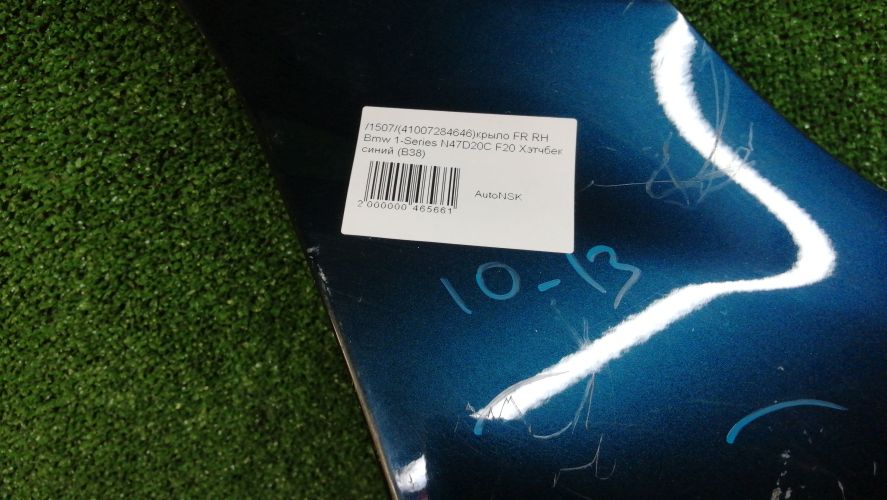 /1507/(41007284646)крыло FR RH
Bmw 1-Series N47D20C F20 Хэтчбек
синий (B38)
AutoNSK
2 000000 465661
10-13